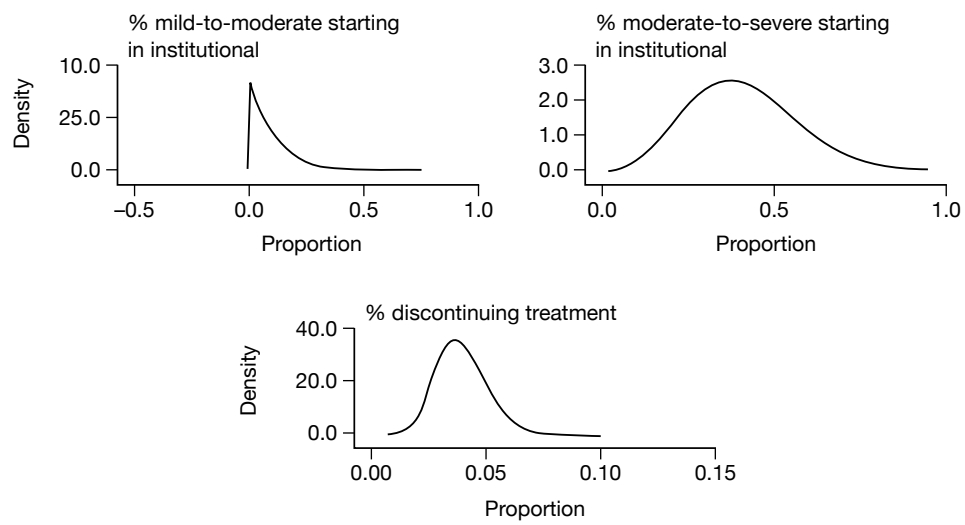 % mild-to-moderate starting
in institutional
10.0
25.0
0.0
Density
–0.5
0.0
0.5
1.0
Proportion
% moderate-to-severe starting
in institutional
3.0
2.0
1.0
0.0
0.0
0.5
1.0
Proportion
% discontinuing treatment
40.0
20.0
0.0
Density
0.00
0.05
0.10
0.15
Proportion